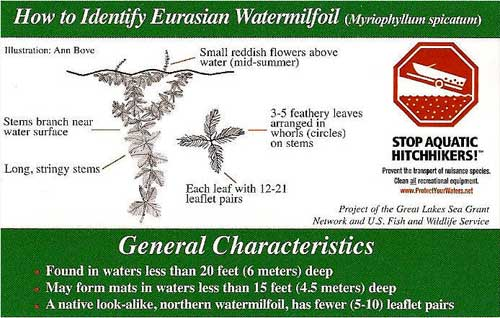 How to Identify Eurasian Watermilfoil (Myriophyllum spicatum)
Illustration: Ann Bove
Small reddish flowers above
water (mid-summer)
Stems branch near
water surface
3-5 feathery leaves
arranged in
whorls (circles)
on stems
Long, stringy stems
Each leaf with 12-21
leaflet pairs
STOP AQUATIC
HITCHHIKERS!™
Prevent the transport of nuisance species.
Clean all recreational equipment.
www.ProtectYourWaters.net
Project of the Great Lakes Sea Grant
Network and U.S. Fish and Wildlife Service
General Characteristics
• Found in waters less than 20 feet (6 meters) deep
• May form mats in waters less than 15 feet (4.5 meters) deep
• A native look-alike, northern watermilfoil, has fewer (5-10) leaflet pairs